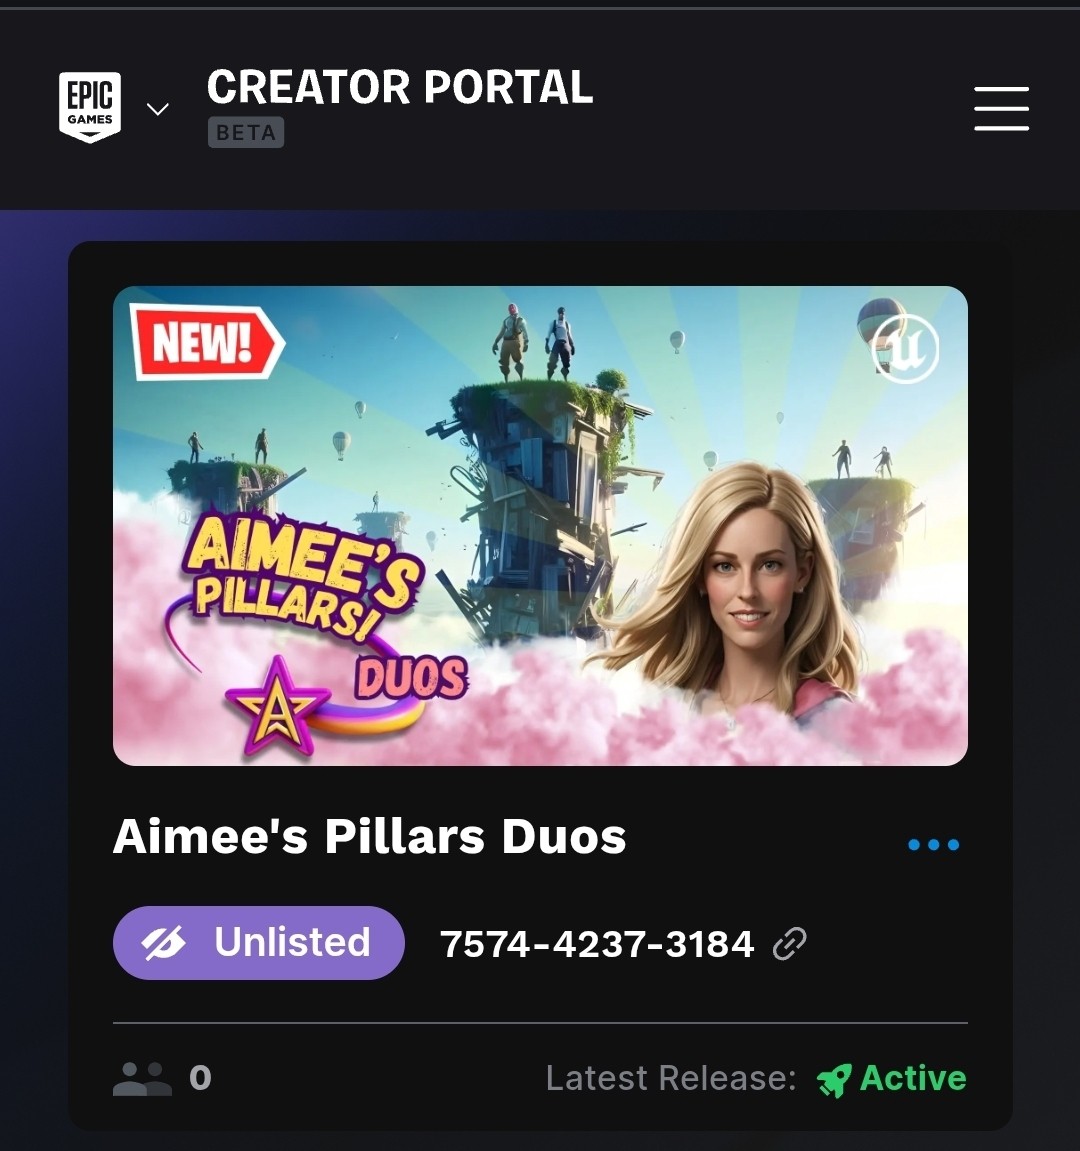 EPIC
GAMES
CREATOR PORTAL
BETA
NEW!
AIMEE'S
PILLARS!
DUOS
A
Aimee's Pillars Duos
Unlisted
7574-4237-3184
0
Latest Release: Active